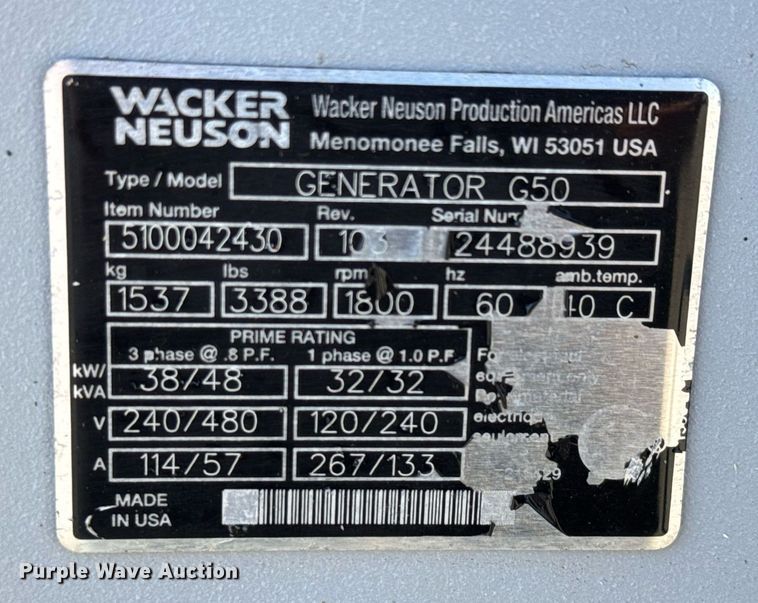 WACKER NEUSON
Wacker Neuson Production Americas LLC
Menomonee Falls, WI 53051 USA
Type / Model GENERATOR G50
Item Number Rev. Serial
5100042430 103 24488939
kg lbs rpm hz amb.temp.
1537 3388 1800 60 40 C
PRIME RATING
3 phase @ .8 P.F. 1 phase @ 1.0 P.F.
kW/kVA 38/48 32/32
V 240/480 120/240
A 114/57 267/133
MADE IN USA
Purple Wave Auction